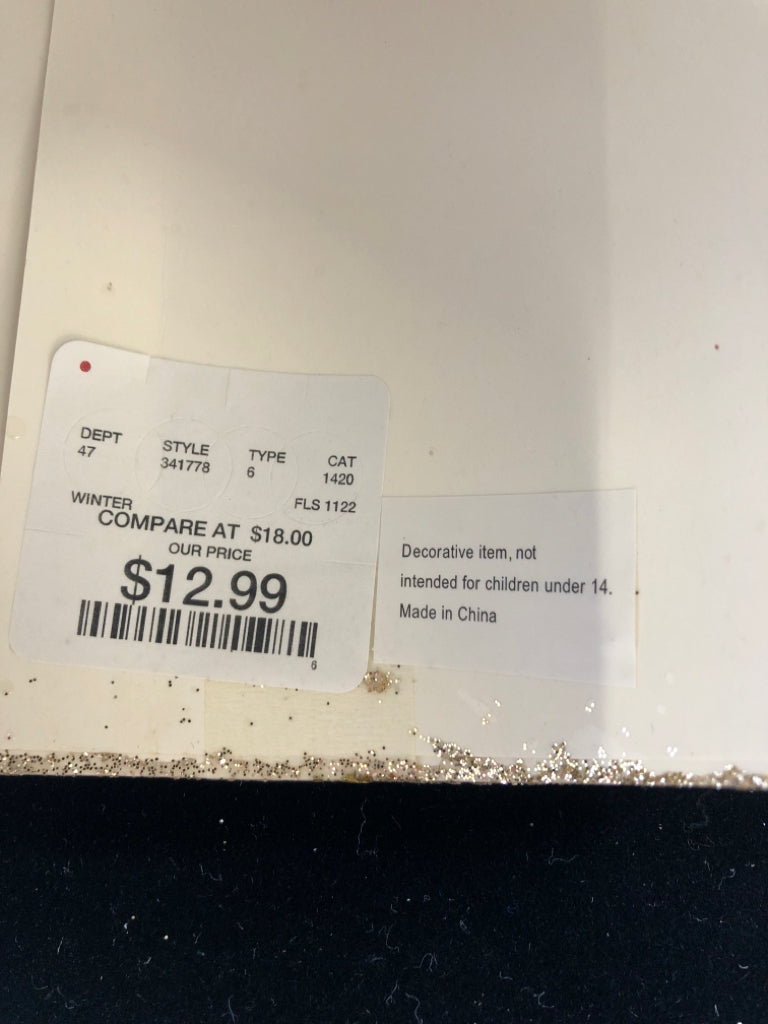 DEPT STYLE TYPE CAT
47 341778 6 1420
WINTER FLS 1122
COMPARE AT $18.00
OUR PRICE
$12.99
6
Decorative item, not
intended for children under 14.
Made in China